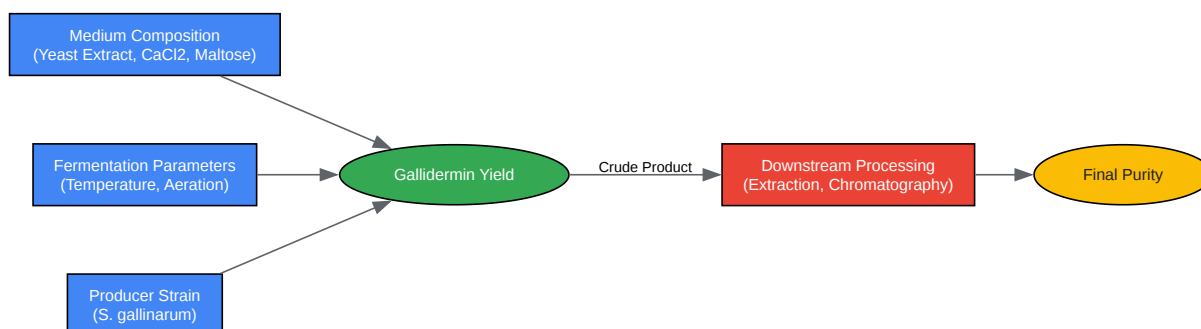 Medium Composition
(Yeast Extract, CaCl2, Maltose)
Fermentation Parameters
(Temperature, Aeration)
Producer Strain
(S. gallinarum)
Gallidermin Yield
Crude Product
Downstream Processing
(Extraction, Chromatography)
Final Purity